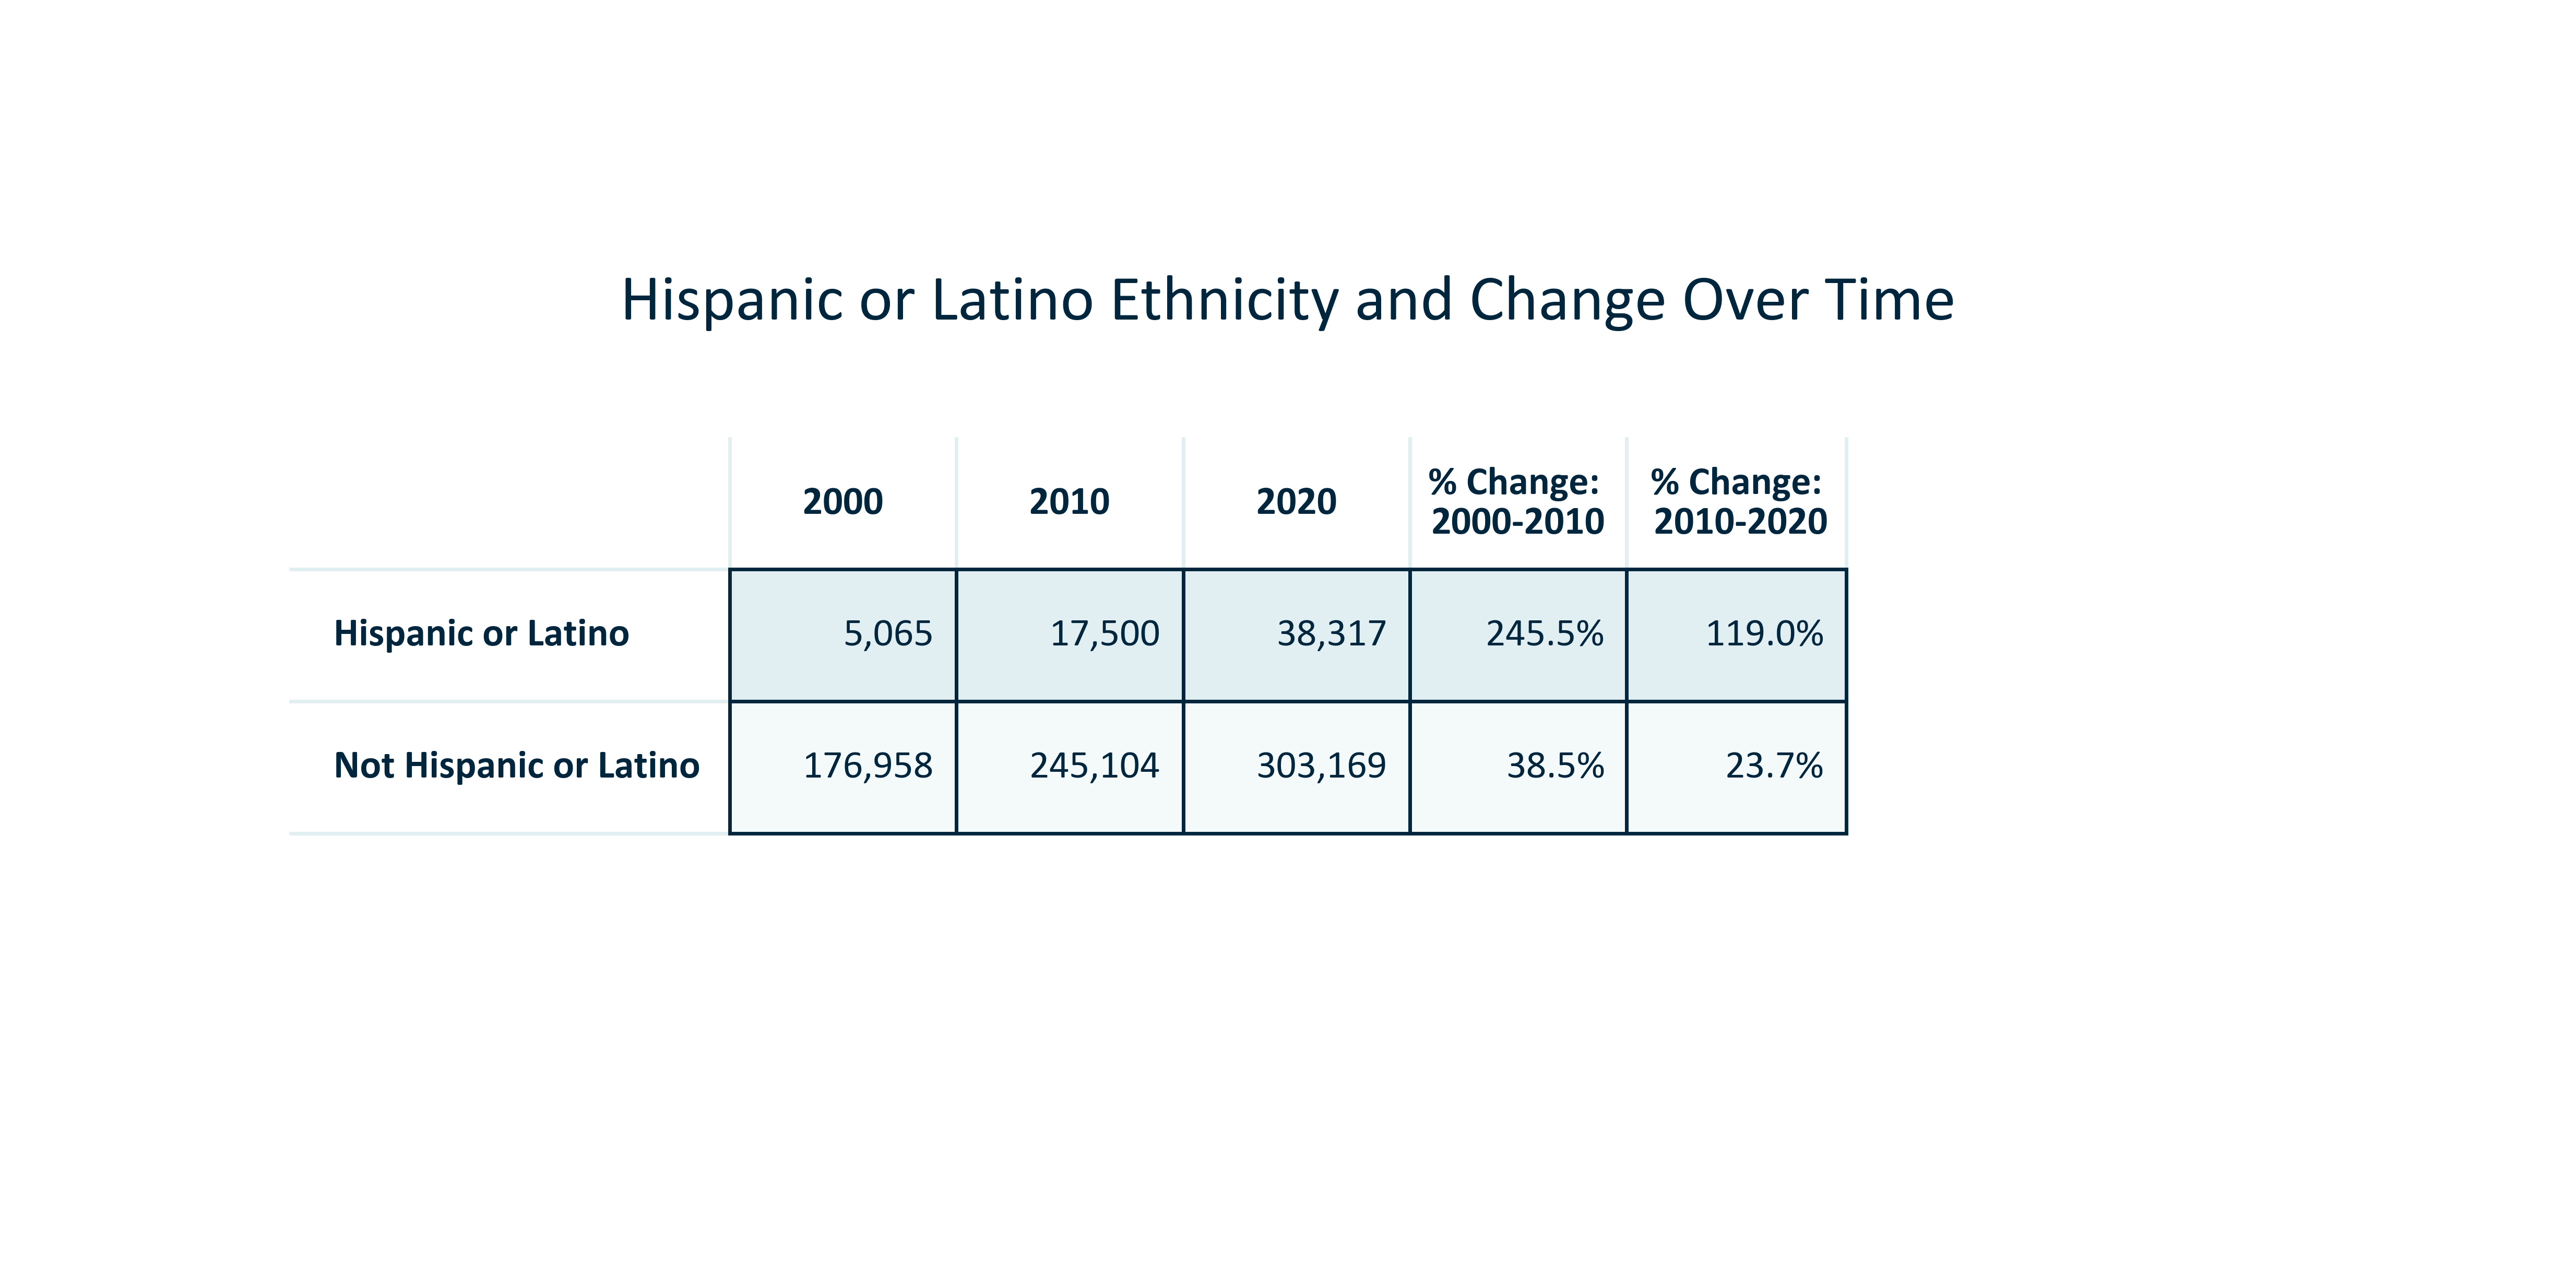 Hispanic or Latino Ethnicity and Change Over Time
2000 2010 2020 % Change: 2000-2010 % Change: 2010-2020
Hispanic or Latino 5,065 17,500 38,317 245.5% 119.0%
Not Hispanic or Latino 176,958 245,104 303,169 38.5% 23.7%